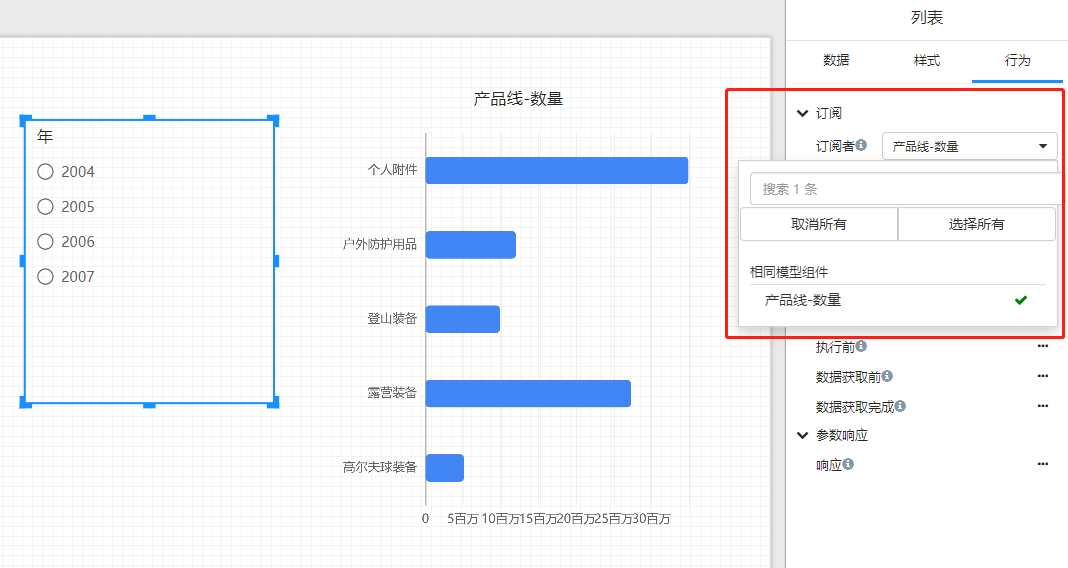 列表
数据
样式
行为
订阅
订阅者
产品线-数量
搜索 1 条
取消所有
选择所有
相同模型组件
产品线-数量
执行前
数据获取前
数据获取完成
参数响应
响应
年
2004
2005
2006
2007
产品线-数量
个人附件
户外防护用品
登山装备
露营装备
高尔夫球装备
0 5百万 10百万 15百万 20百万 25百万 30百万